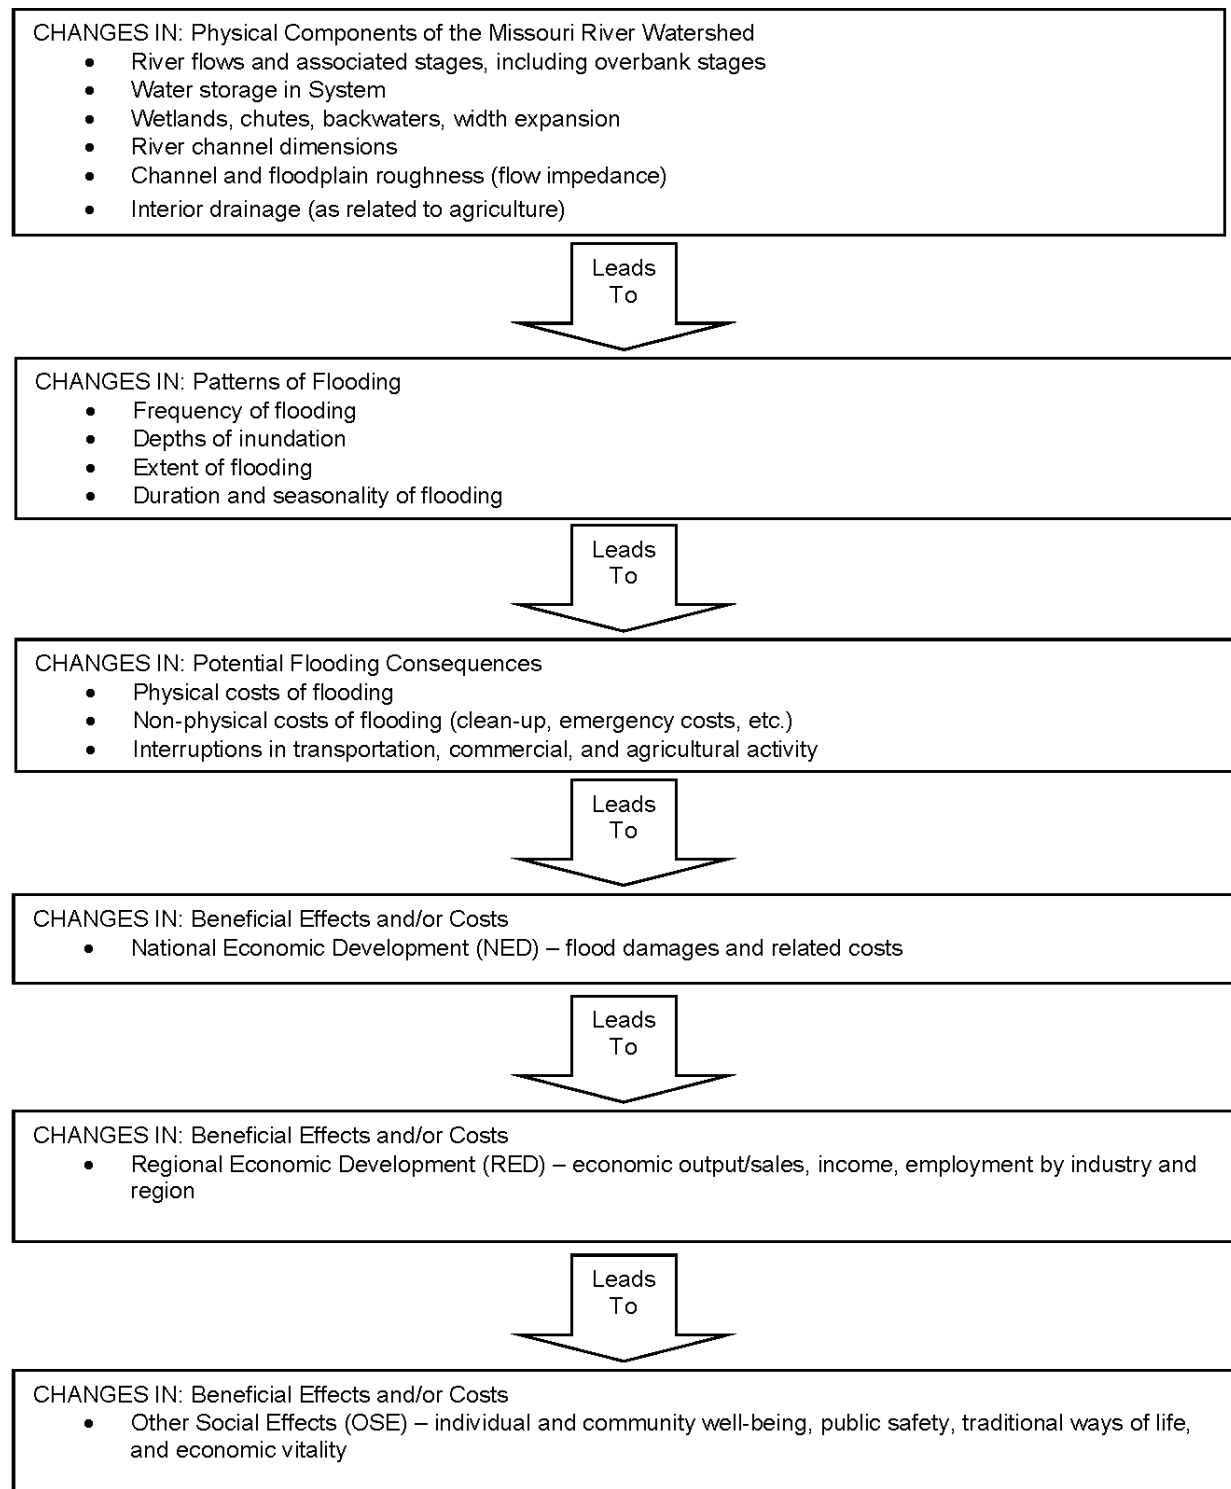 CHANGES IN: Physical Components of the Missouri River Watershed
• River flows and associated stages, including overbank stages
• Water storage in System
• Wetlands, chutes, backwaters, width expansion
• River channel dimensions
• Channel and floodplain roughness (flow impedance)
• Interior drainage (as related to agriculture)
Leads
To
CHANGES IN: Patterns of Flooding
• Frequency of flooding
• Depths of inundation
• Extent of flooding
• Duration and seasonality of flooding
Leads
To
CHANGES IN: Potential Flooding Consequences
• Physical costs of flooding
• Non-physical costs of flooding (clean-up, emergency costs, etc.)
• Interruptions in transportation, commercial, and agricultural activity
Leads
To
CHANGES IN: Beneficial Effects and/or Costs
• National Economic Development (NED) – flood damages and related costs
Leads
To
CHANGES IN: Beneficial Effects and/or Costs
• Regional Economic Development (RED) – economic output/sales, income, employment by industry and
region
Leads
To
CHANGES IN: Beneficial Effects and/or Costs
• Other Social Effects (OSE) – individual and community well-being, public safety, traditional ways of life,
and economic vitality